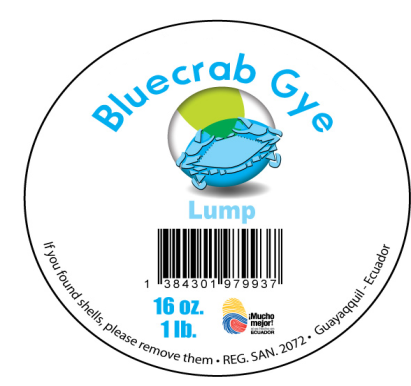 Bluecrab Gye
Lump
1 384301 979937
16 oz.
1 lb.
¡Mucho
mejor!
ECUADOR
If you found shells, please remove them • REG. SAN. 2072 • Guayaqquil - Ecuador